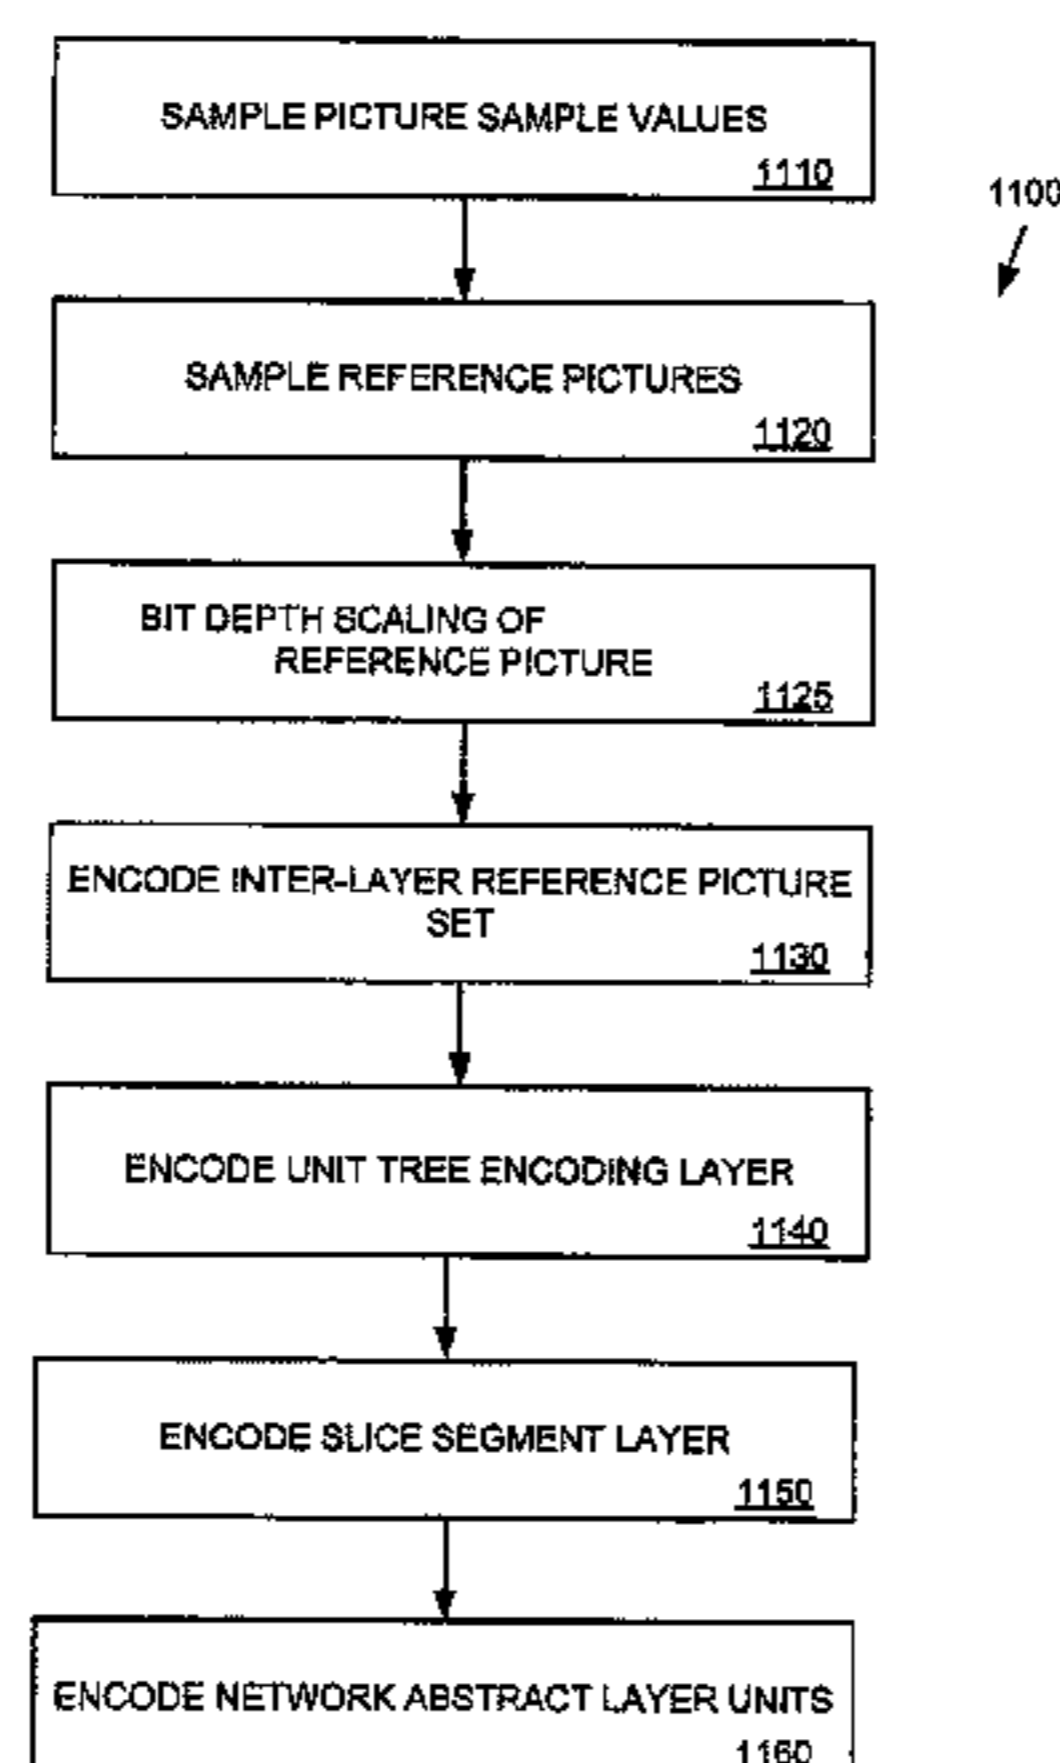 SAMPLE PICTURE SAMPLE VALUES
1110
1100
SAMPLE REFERENCE PICTURES
1120
BIT DEPTH SCALING OF
REFERENCE PICTURE
1125
ENCODE INTER-LAYER REFERENCE PICTURE
SET
1130
ENCODE UNIT TREE ENCODING LAYER
1140
ENCODE SLICE SEGMENT LAYER
1150
ENCODE NETWORK ABSTRACT LAYER UNITS
1160